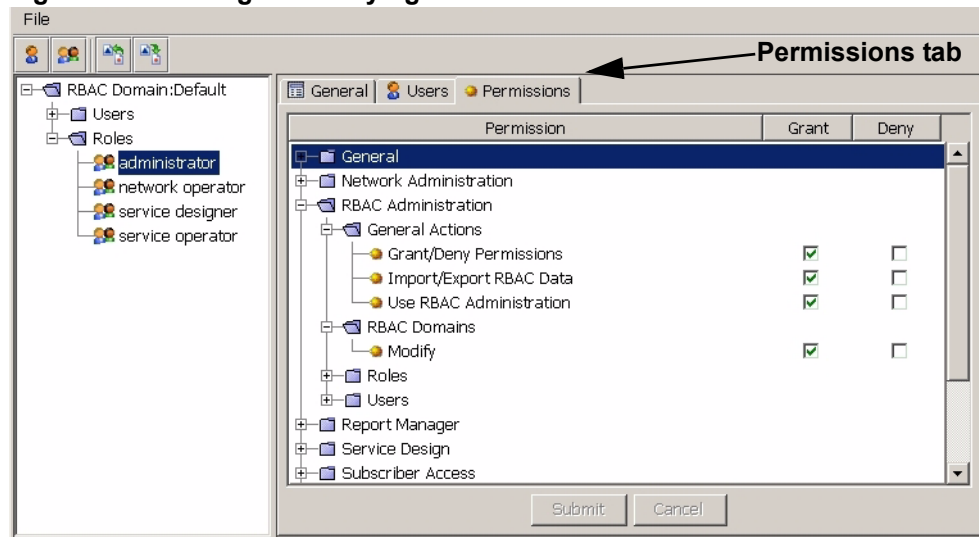 File
Permissions tab
RBAC Domain:Default
Users
Roles
administrator
network operator
service designer
service operator
General
Users
Permissions
Permission
Grant
Deny
General
Network Administration
RBAC Administration
General Actions
Grant/Deny Permissions
Import/Export RBAC Data
Use RBAC Administration
RBAC Domains
Modify
Roles
Users
Report Manager
Service Design
Subscriber Access
Submit
Cancel